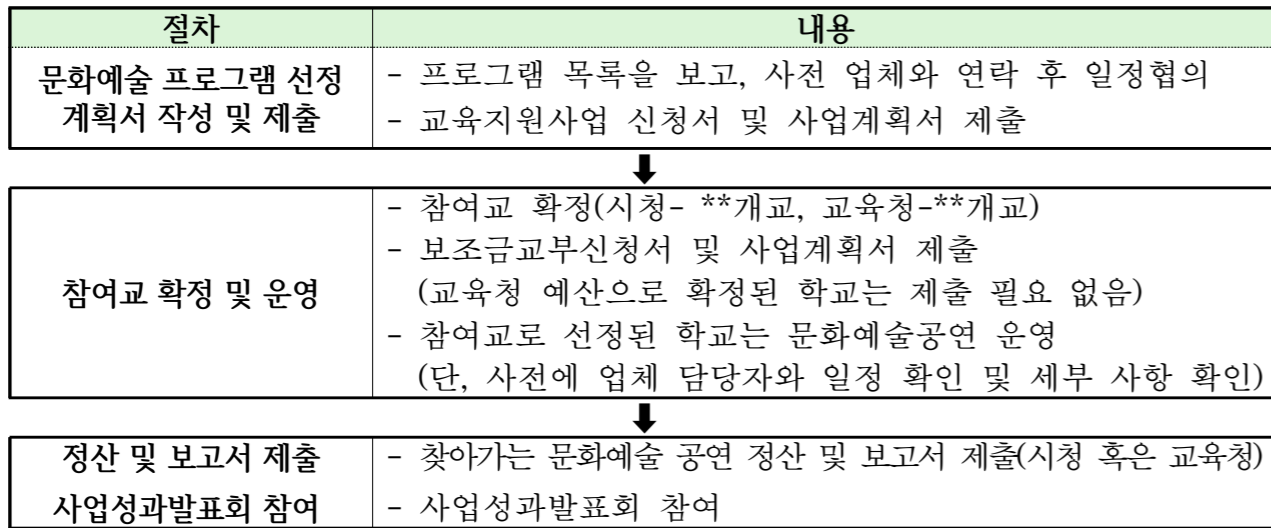 절차 내용
문화예술 프로그램 선정
계획서 작성 및 제출
- 프로그램 목록을 보고, 사전 업체와 연락 후 일정협의
- 교육지원사업 신청서 및 사업계획서 제출
참여교 확정 및 운영
- 참여교 확정(시청- **개교, 교육청-**개교)
- 보조금교부신청서 및 사업계획서 제출
(교육청 예산으로 확정된 학교는 제출 필요 없음)
- 참여교로 선정된 학교는 문화예술공연 운영
(단, 사전에 업체 담당자와 일정 확인 및 세부 사항 확인)
정산 및 보고서 제출
사업성과발표회 참여
- 찾아가는 문화예술 공연 정산 및 보고서 제출(시청 혹은 교육청)
- 사업성과발표회 참여